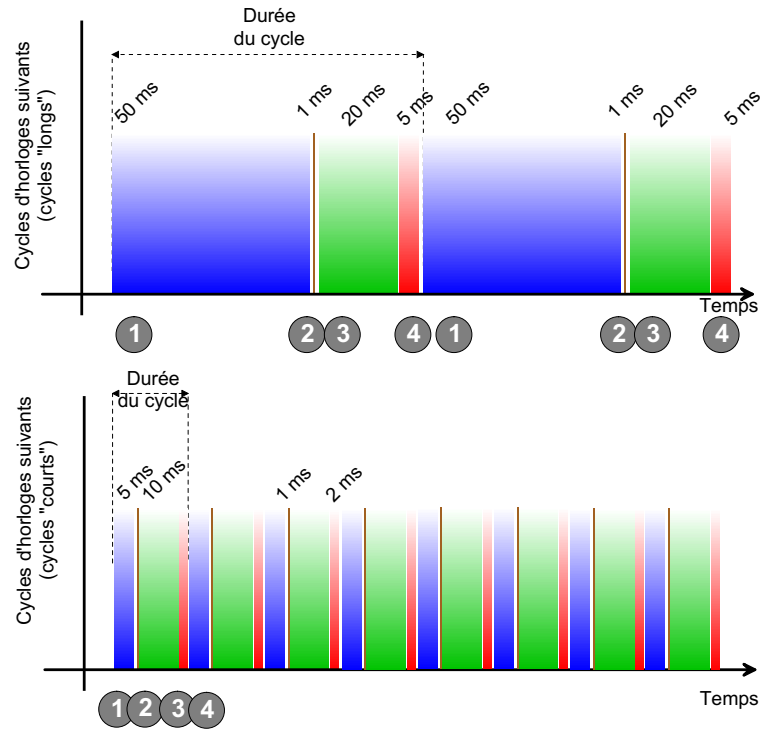 Durée
du cycle
Cycles d'horloges suivants
(cycles "longs")
50 ms
1 ms
20 ms
5 ms
50 ms
1 ms
20 ms
5 ms
Temps
1
2
3
4
1
2
3
4
Durée
du cycle
Cycles d'horloges suivants
(cycles "courts")
5 ms
10 ms
1 ms
2 ms
Temps
1
2
3
4